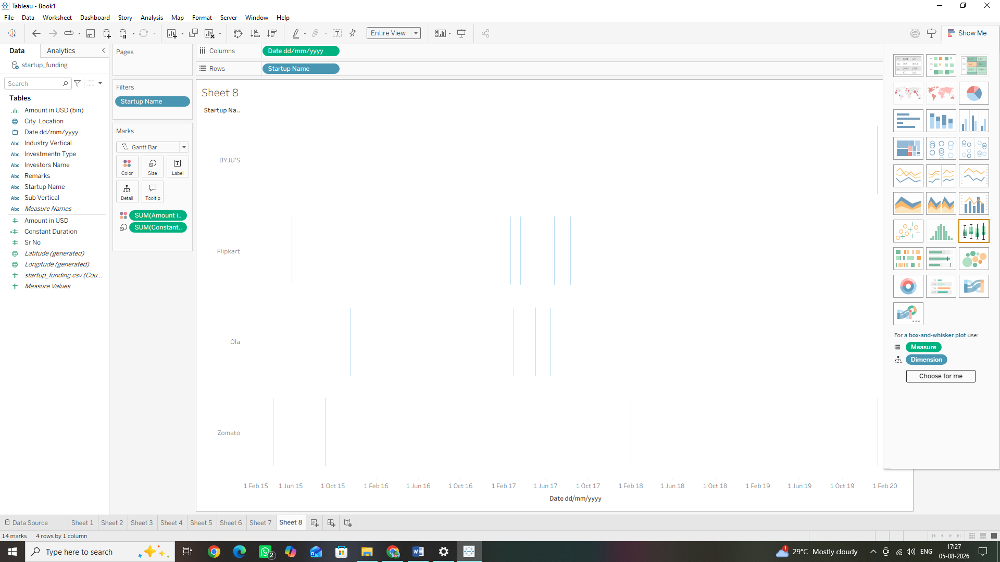 Tableau - Book1
File Data Worksheet Dashboard Story Analysis Map Format Server Window Help
Entire View
Show Me
Data Analytics
startup_funding
Search
Tables
Amount in USD (bin)
City Location
Date dd/mm/yyyy
Abc Industry Vertical
Abc Investmentn Type
Abc Investors Name
Abc Remarks
Abc Startup Name
Abc Sub Vertical
Abc Measure Names
Amount in USD
Constant Duration
Sr No
Latitude (generated)
Longitude (generated)
startup_funding.csv (Cou...
Measure Values
Pages
Filters
Startup Name
Marks
Gantt Bar
Color Size Label
Detail Tooltip
SUM(Amount i..
SUM(Constant..
Columns Date dd/mm/yyyy
Rows Startup Name
Sheet 8
Startup Na..
BYJU'S
Flipkart
Ola
Zomato
1 Feb 15 1 Jun 15 1 Oct 15 1 Feb 16 1 Jun 16 1 Oct 16 1 Feb 17 1 Jun 17 1 Oct 17 1 Feb 18 1 Jun 18 1 Oct 18 1 Feb 19 1 Jun 19 1 Oct 19 1 Feb 20
Date dd/mm/yyyy
For a box-and-whisker plot use:
Measure
Dimension
Choose for me
Data Source Sheet 1 Sheet 2 Sheet 3 Sheet 4 Sheet 5 Sheet 6 Sheet 7 Sheet 8
14 marks 4 rows by 1 column
Type here to search
2
1
29°C Mostly cloudy
ENG
17:27
05-08-2026